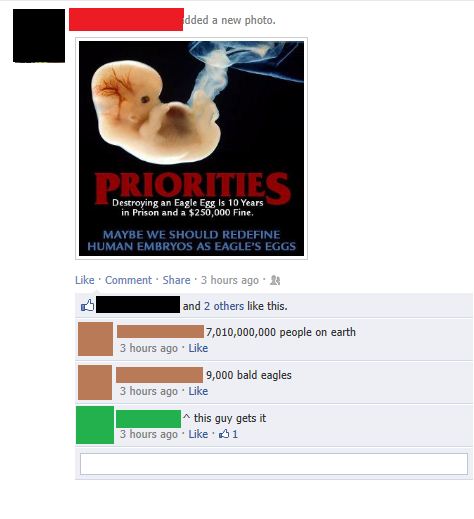 dded a new photo.
PRIORITIES
Destroying an Eagle Egg Is 10 Years
in Prison and a $250,000 Fine.
MAYBE WE SHOULD REDEFINE
HUMAN EMBRYOS AS EAGLE'S EGGS
Like · Comment · Share · 3 hours ago ·
and 2 others like this.
7,010,000,000 people on earth
3 hours ago · Like
9,000 bald eagles
3 hours ago · Like
^ this guy gets it
3 hours ago · Like · 1